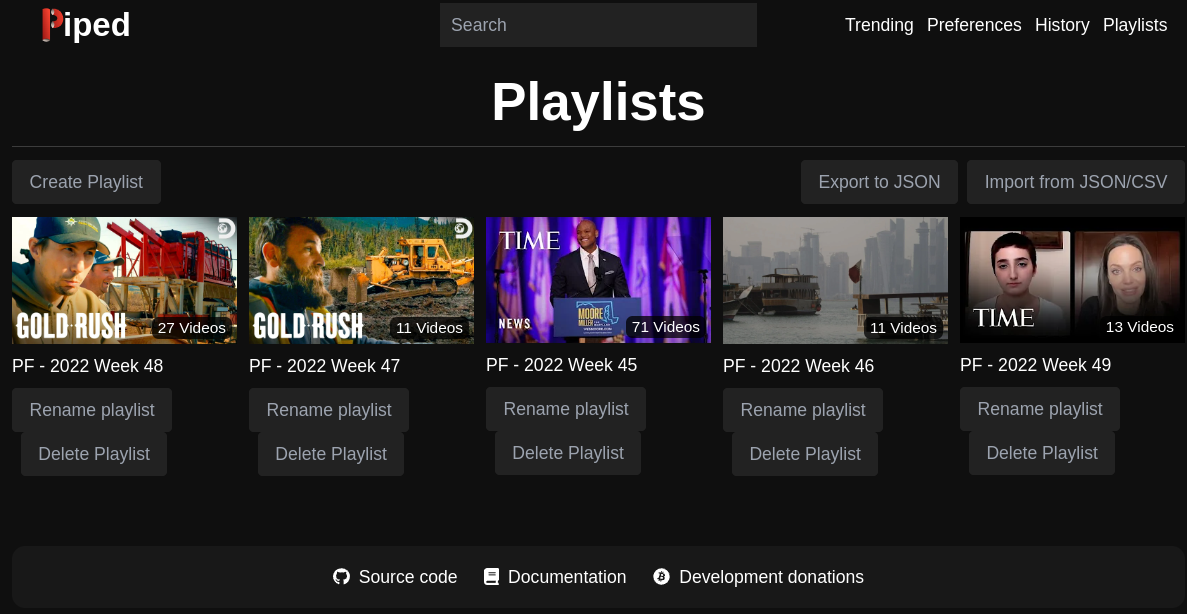 Piped
Search
Trending Preferences History Playlists
Playlists
Create Playlist
Export to JSON
Import from JSON/CSV
GOLD RUSH
27 Videos
GOLD RUSH
11 Videos
TIME
NEWS
MOORE
MILLER
71 Videos
11 Videos
TIME
13 Videos
PF - 2022 Week 48
PF - 2022 Week 47
PF - 2022 Week 45
PF - 2022 Week 46
PF - 2022 Week 49
Rename playlist
Rename playlist
Rename playlist
Rename playlist
Rename playlist
Delete Playlist
Delete Playlist
Delete Playlist
Delete Playlist
Delete Playlist
Source code
Documentation
Development donations